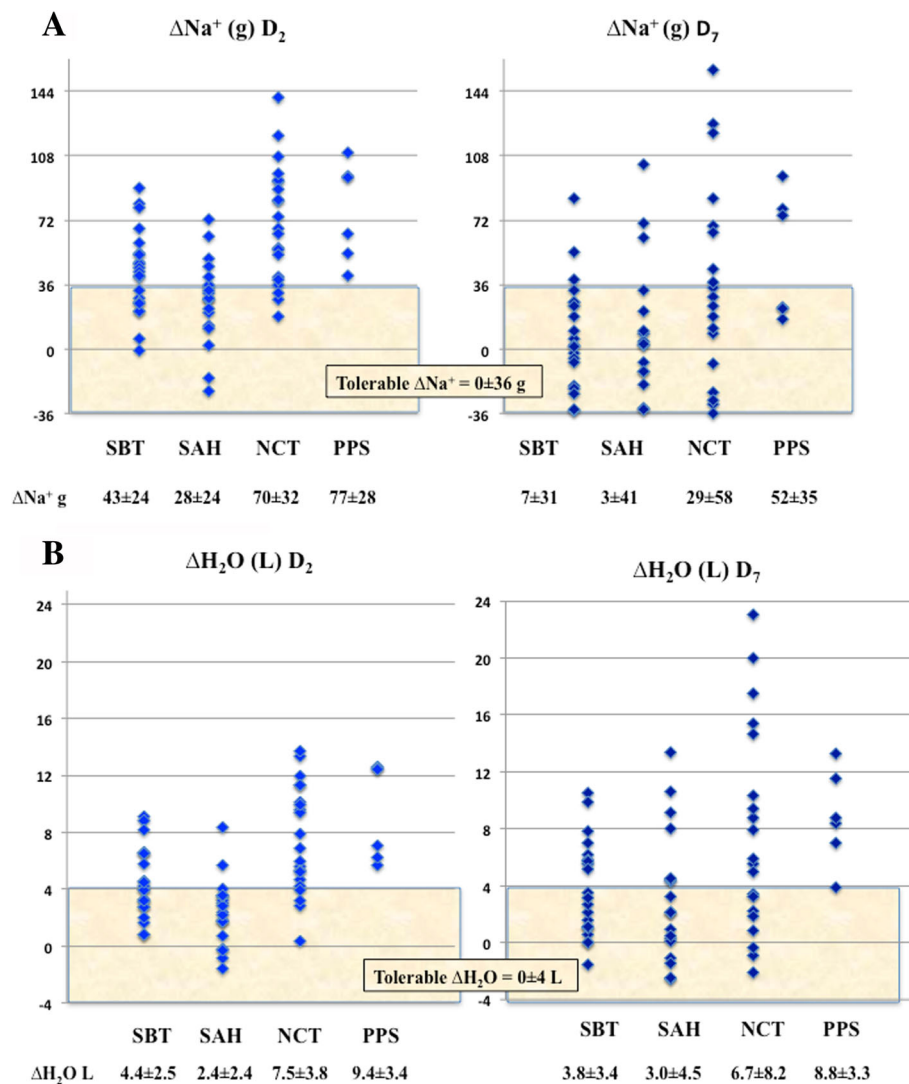 A
ΔNa⁺ (g) D₂
ΔNa⁺ (g) D₇
144
108
72
36
0
-36
144
108
72
36
0
-36
Tolerable ΔNa⁺ = 0±36 g
SBT SAH NCT PPS
SBT SAH NCT PPS
ΔNa⁺ g 43±24 28±24 70±32 77±28
7±31 3±41 29±58 52±35
B
ΔH₂O (L) D₂
ΔH₂O (L) D₇
24
20
16
12
8
4
0
-4
24
20
16
12
8
4
0
-4
Tolerable ΔH₂O = 0±4 L
SBT SAH NCT PPS
SBT SAH NCT PPS
ΔH₂O L 4.4±2.5 2.4±2.4 7.5±3.8 9.4±3.4
3.8±3.4 3.0±4.5 6.7±8.2 8.8±3.3